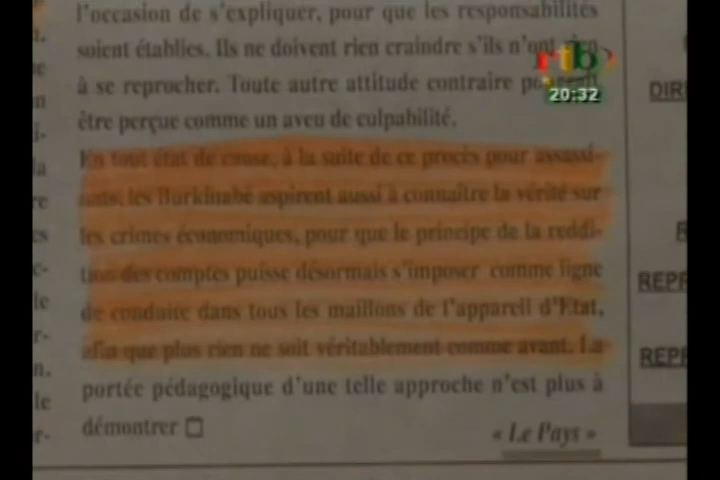 l'occasion de s'expliquer, pour que les responsabilités
soient établies. Ils ne doivent rien craindre s'ils n'ont rien
à se reprocher. Toute autre attitude contraire pourrait
être perçue comme un aveu de culpabilité.
En tout état de cause, à la suite de ce procès pour assassi-
nats, les Burkinabé aspirent aussi à connaître la vérité sur
les crimes économiques, pour que le principe de la reddi-
tion des comptes puisse désormais s'imposer comme ligne
de conduite dans tous les maillons de l'appareil d'Etat,
afin que plus rien ne soit véritablement comme avant. La
portée pédagogique d'une telle approche n'est plus à
démontrer
« Le Pays »
rtb
20:32
DIR
REPR
REPR